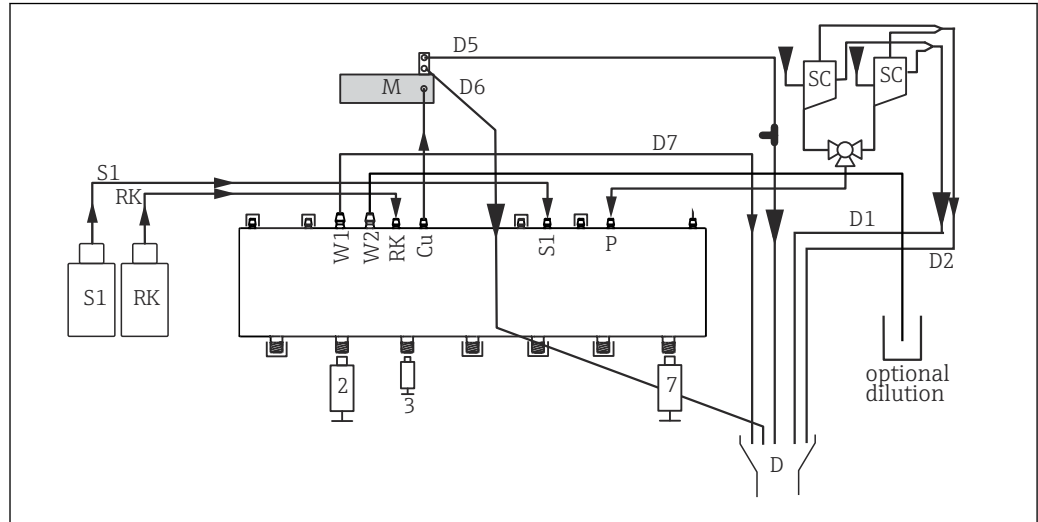 D5
SC
SC
M
D6
D7
S1
RK
W1
W2
RK
Cu
S1
P
D1
D2
S1
RK
optional
dilution
2
3
7
D